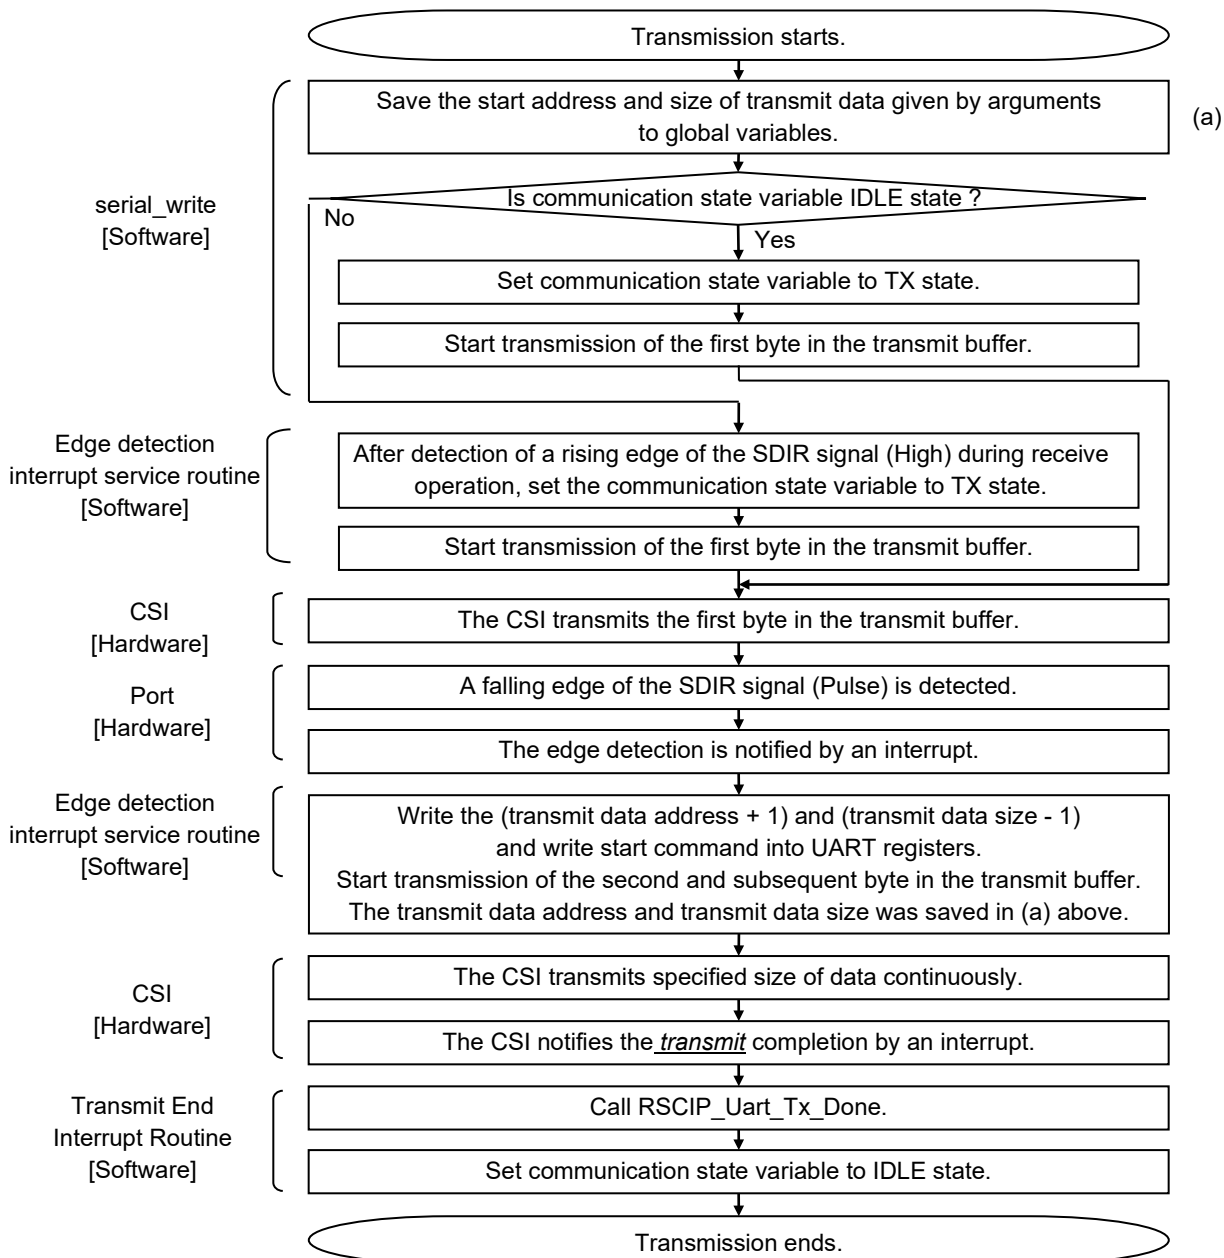 Transmission starts.
Save the start address and size of transmit data given by arguments
to global variables.
(a)
serial_write
[Software]
Is communication state variable IDLE state ?
No
Yes
Set communication state variable to TX state.
Start transmission of the first byte in the transmit buffer.
Edge detection
interrupt service routine
[Software]
After detection of a rising edge of the SDIR signal (High) during receive
operation, set the communication state variable to TX state.
Start transmission of the first byte in the transmit buffer.
CSI
[Hardware]
The CSI transmits the first byte in the transmit buffer.
Port
[Hardware]
A falling edge of the SDIR signal (Pulse) is detected.
The edge detection is notified by an interrupt.
Edge detection
interrupt service routine
[Software]
Write the (transmit data address + 1) and (transmit data size - 1)
and write start command into UART registers.
Start transmission of the second and subsequent byte in the transmit buffer.
The transmit data address and transmit data size was saved in (a) above.
CSI
[Hardware]
The CSI transmits specified size of data continuously.
The CSI notifies the transmit completion by an interrupt.
Transmit End
Interrupt Routine
[Software]
Call RSCIP_Uart_Tx_Done.
Set communication state variable to IDLE state.
Transmission ends.